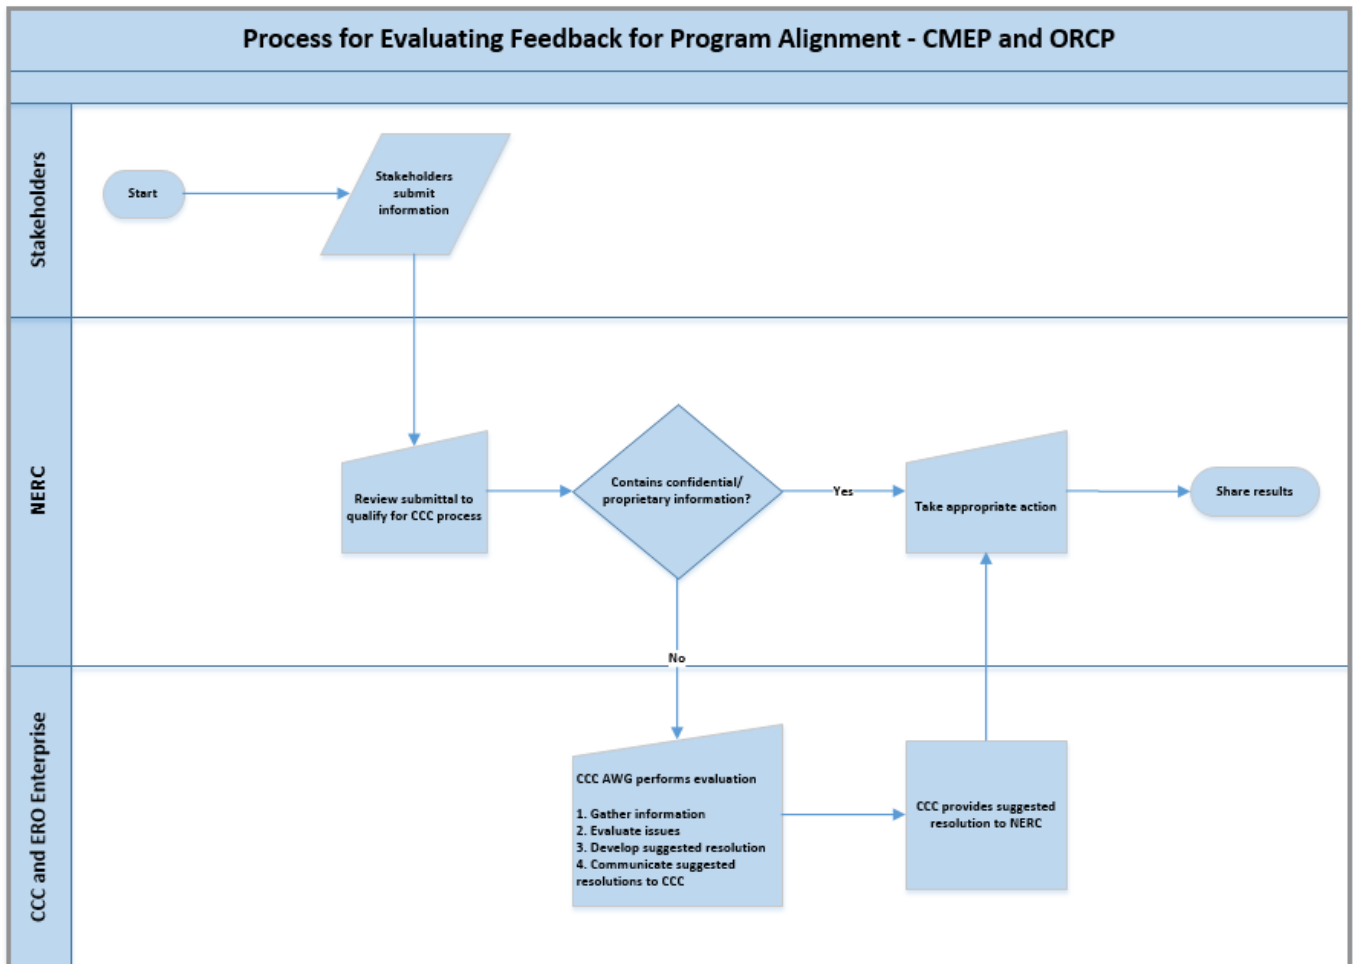 Process for Evaluating Feedback for Program Alignment - CMEP and ORCP
Stakeholders
Start
Stakeholders
submit
information
NERC
Review submittal to
qualify for CCC process
Contains confidential/
proprietary information?
Yes
Take appropriate action
Share results
No
CCC and ERO Enterprise
CCC AWG performs evaluation
1. Gather information
2. Evaluate issues
3. Develop suggested resolution
4. Communicate suggested
resolutions to CCC
CCC provides suggested
resolution to NERC